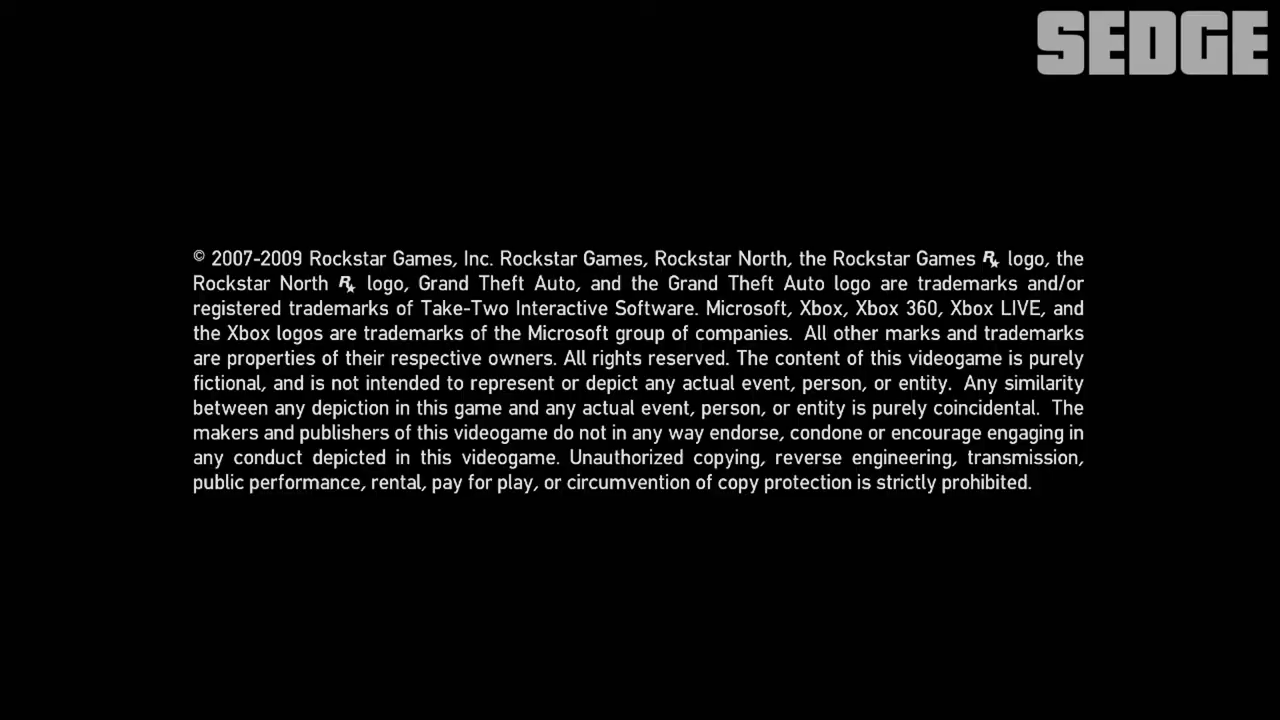 SEDGE
© 2007-2009 Rockstar Games, Inc. Rockstar Games, Rockstar North, the Rockstar Games R★ logo, the
Rockstar North R★ logo, Grand Theft Auto, and the Grand Theft Auto logo are trademarks and/or
registered trademarks of Take-Two Interactive Software. Microsoft, Xbox, Xbox 360, Xbox LIVE, and
the Xbox logos are trademarks of the Microsoft group of companies. All other marks and trademarks
are properties of their respective owners. All rights reserved. The content of this videogame is purely
fictional, and is not intended to represent or depict any actual event, person, or entity. Any similarity
between any depiction in this game and any actual event, person, or entity is purely coincidental. The
makers and publishers of this videogame do not in any way endorse, condone or encourage engaging in
any conduct depicted in this videogame. Unauthorized copying, reverse engineering, transmission,
public performance, rental, pay for play, or circumvention of copy protection is strictly prohibited.